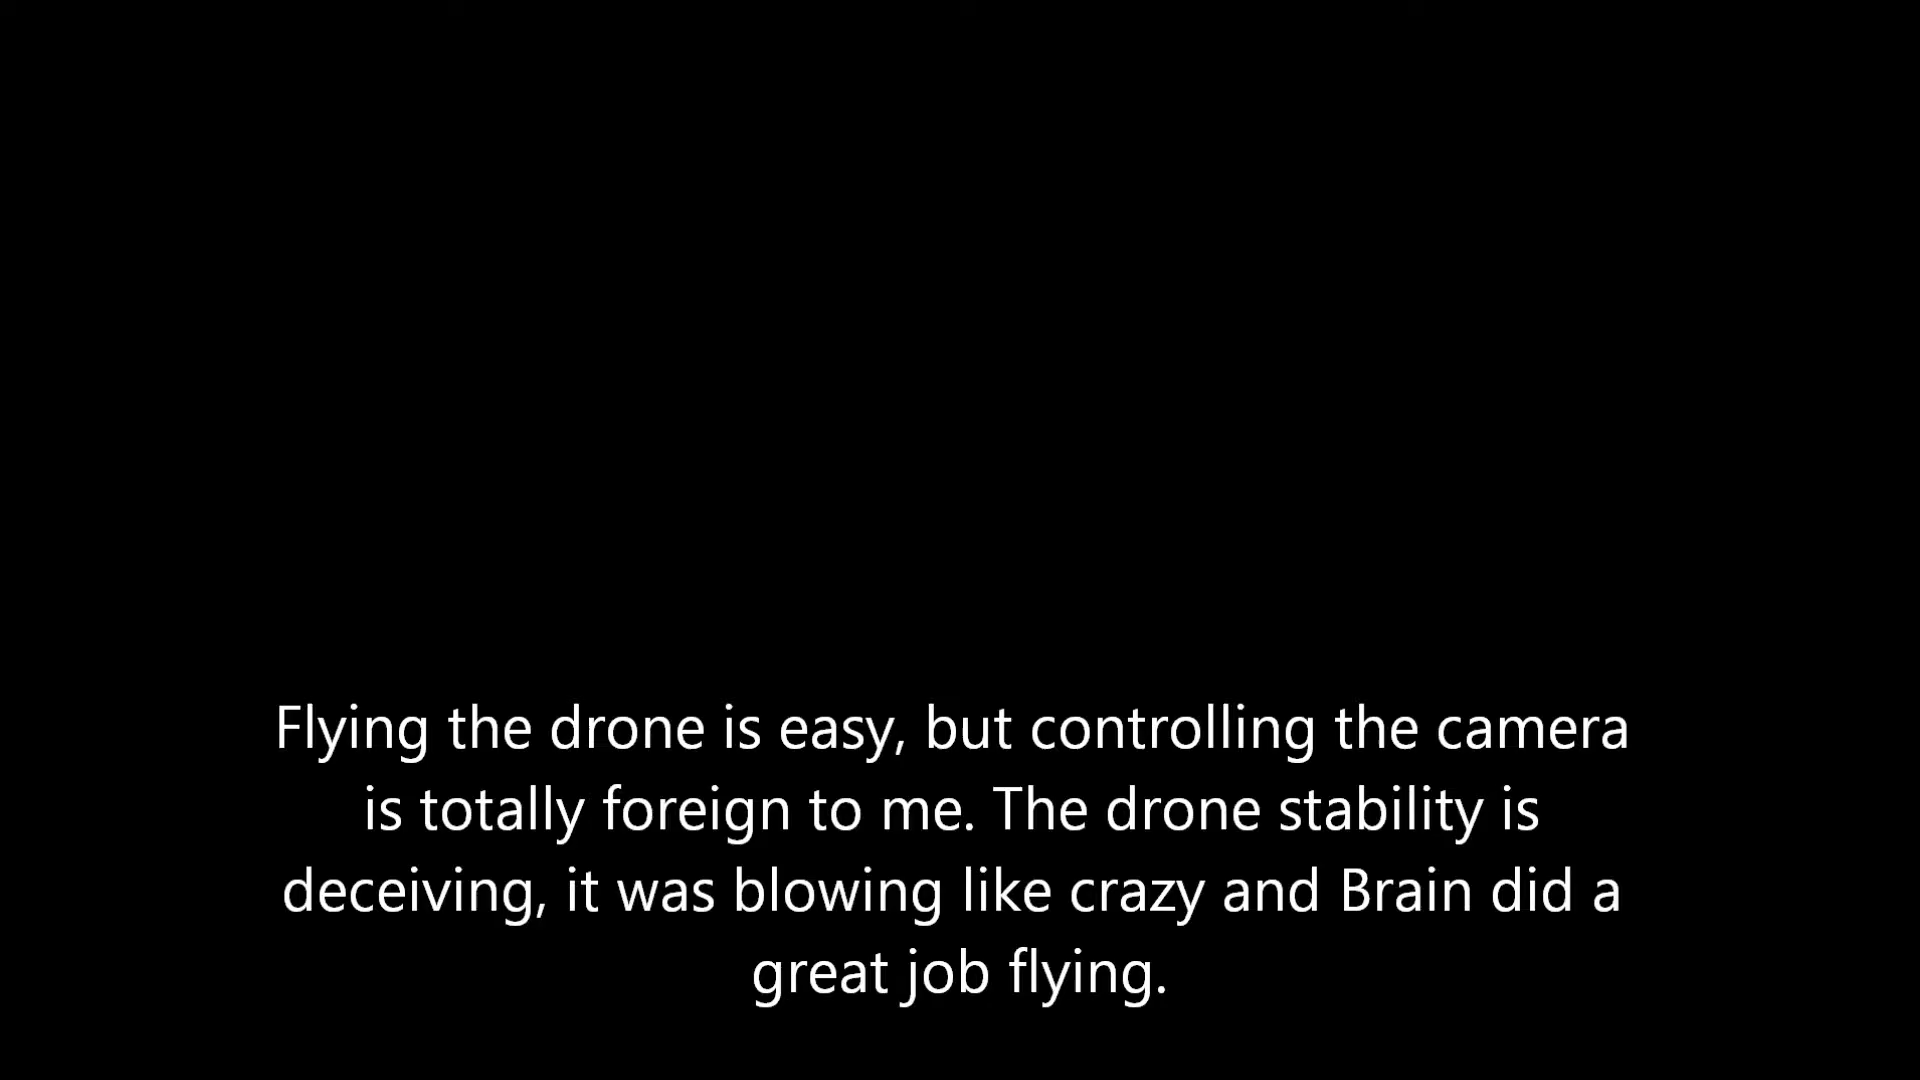 Flying the drone is easy, but controlling the camera
is totally foreign to me. The drone stability is
deceiving, it was blowing like crazy and Brain did a
great job flying.